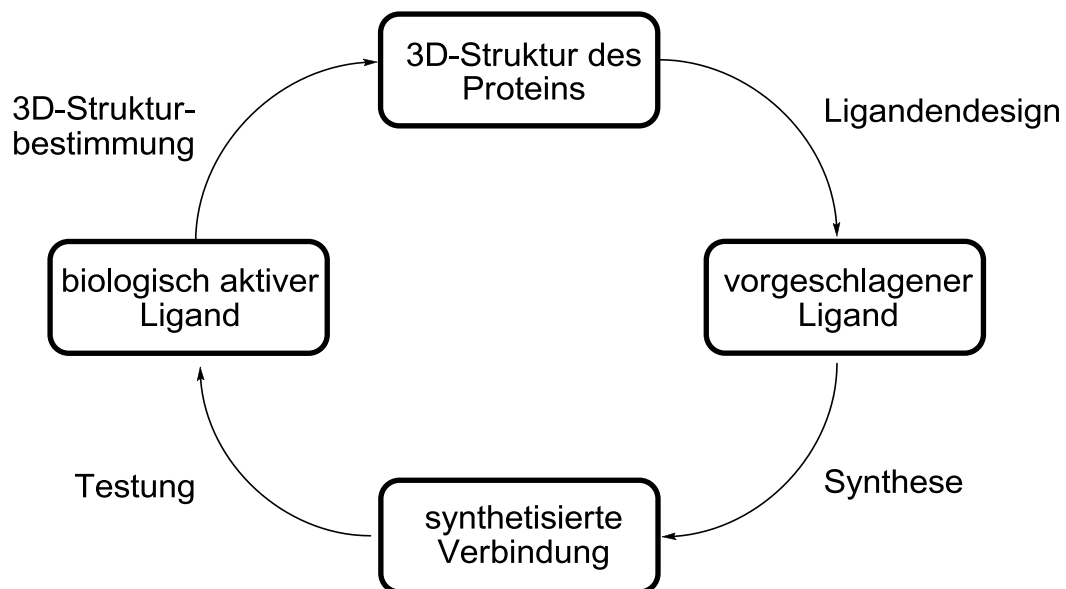 3D-Struktur des
Proteins
Ligandendesign
vorgeschlagener
Ligand
Synthese
synthetisierte
Verbindung
Testung
biologisch aktiver
Ligand
3D-Struktur-
bestimmung